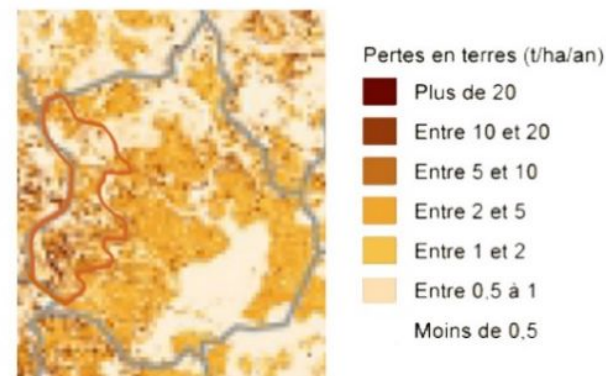 Pertes en terres (t/ha/an)
Plus de 20
Entre 10 et 20
Entre 5 et 10
Entre 2 et 5
Entre 1 et 2
Entre 0,5 à 1
Moins de 0,5